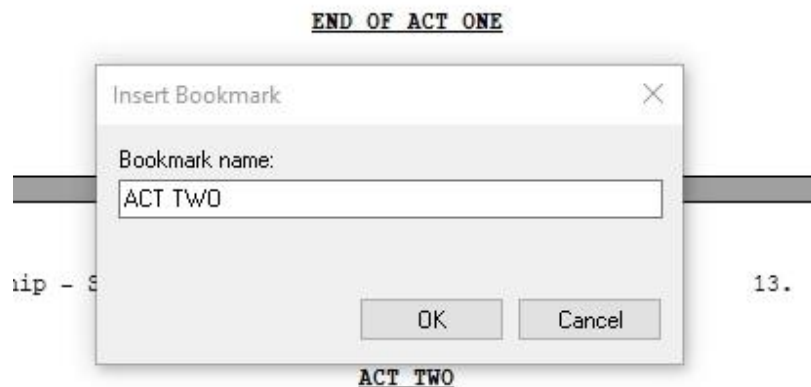 END OF ACT ONE
Insert Bookmark
Bookmark name:
ACT TWO
13.
OK Cancel
ACT TWO